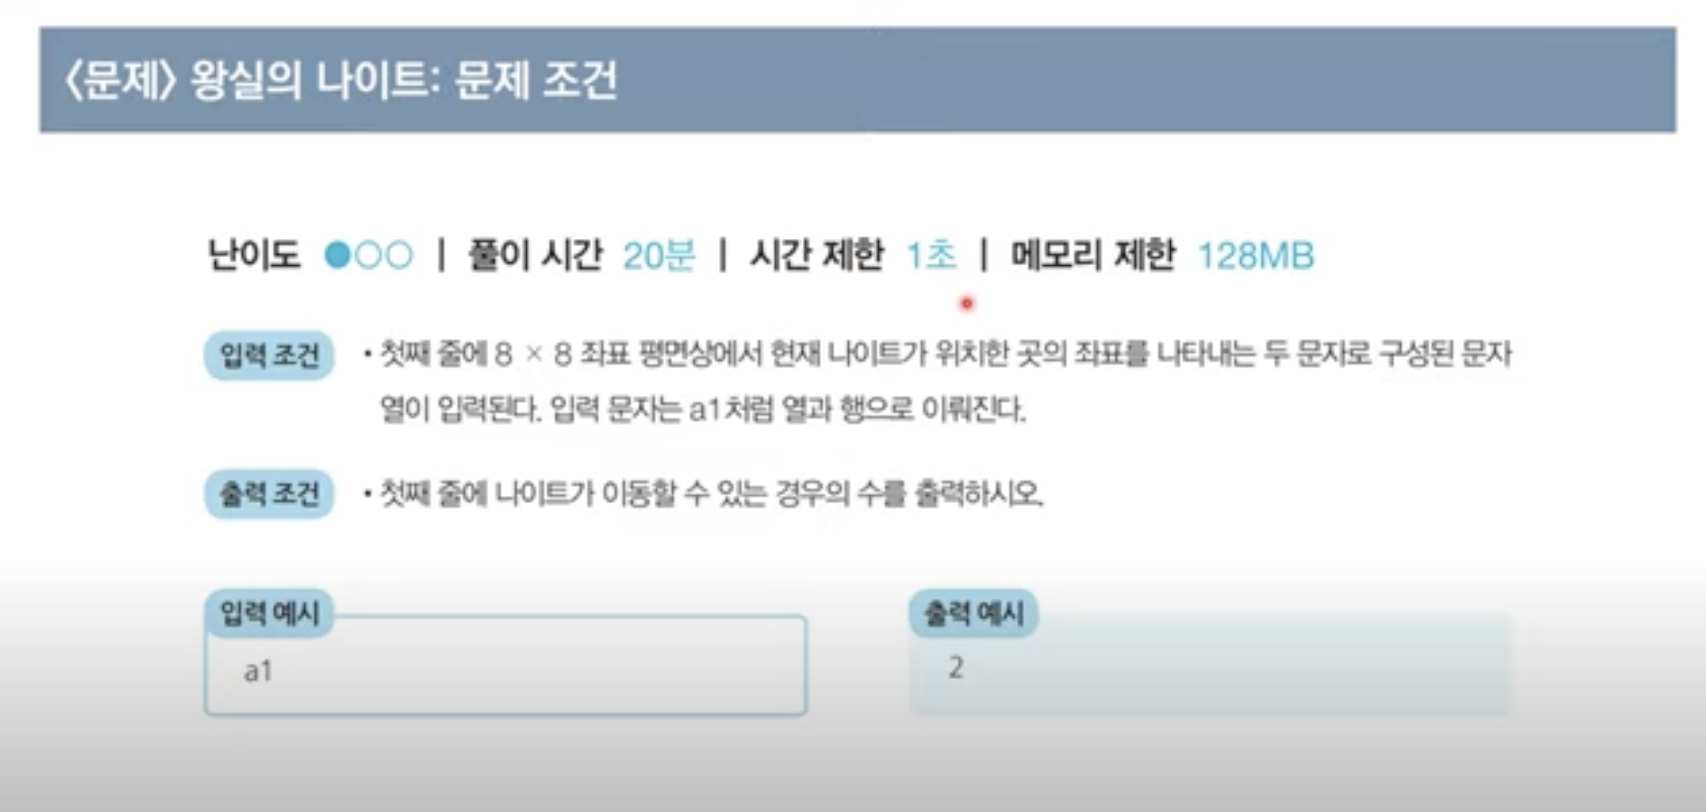 <문제> 왕실의 나이트: 문제 조건
난이도 ●○○ | 풀이 시간 20분 | 시간 제한 1초 | 메모리 제한 128MB
입력 조건 • 첫째 줄에 8 × 8 좌표 평면상에서 현재 나이트가 위치한 곳의 좌표를 나타내는 두 문자로 구성된 문자
열이 입력된다. 입력 문자는 a1처럼 열과 행으로 이뤄진다.
출력 조건 • 첫째 줄에 나이트가 이동할 수 있는 경우의 수를 출력하시오.
입력 예시
a1
출력 예시
2